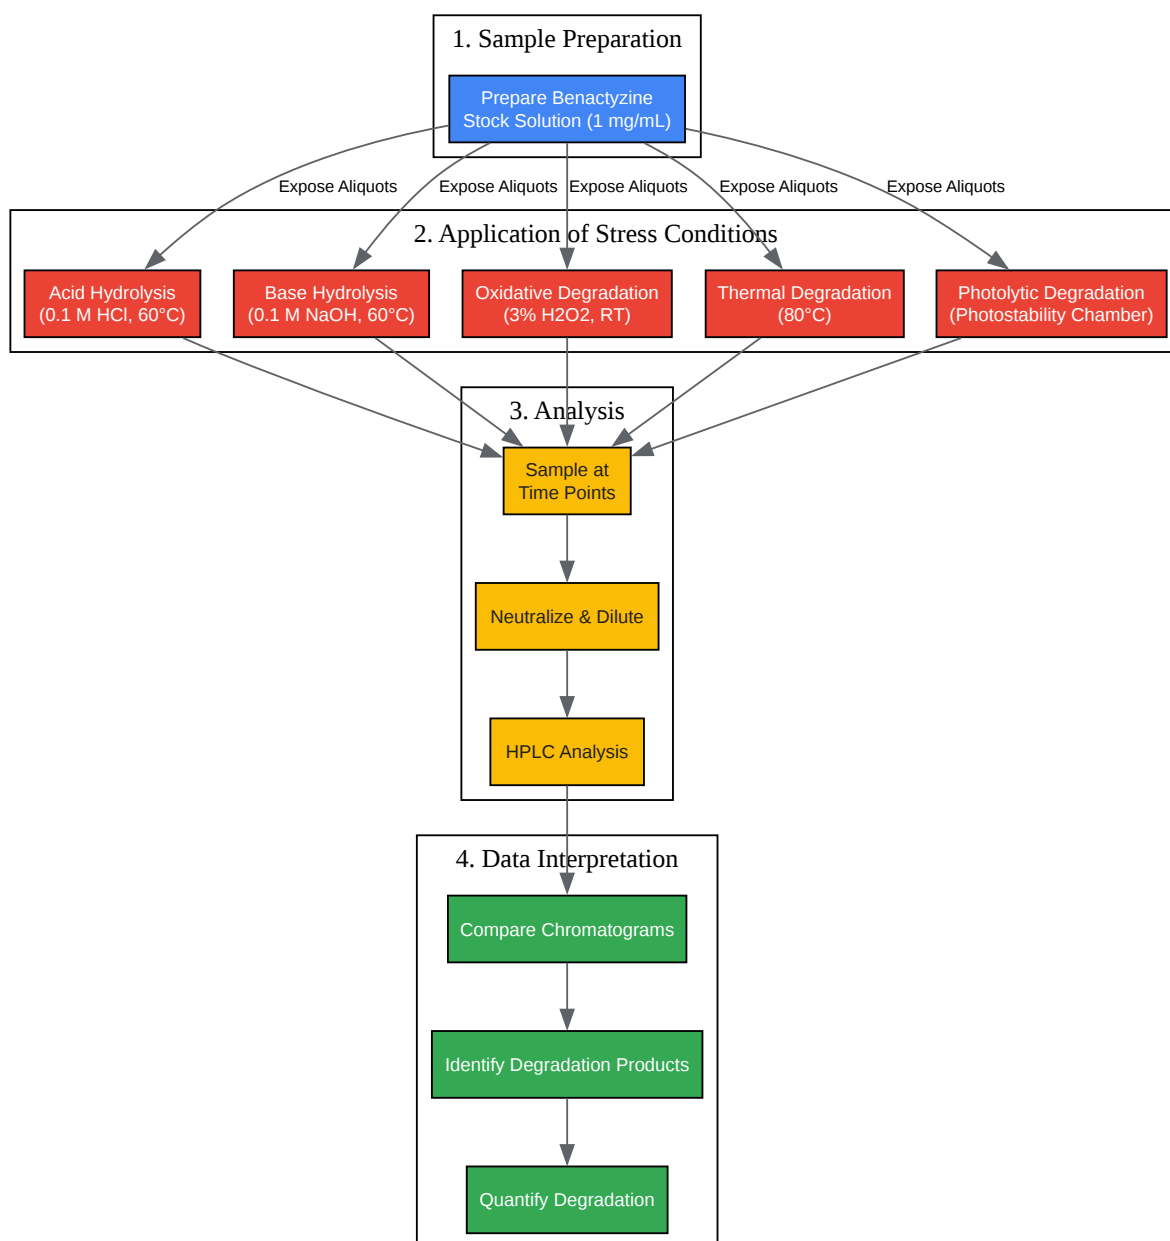 1. Sample Preparation
Prepare Benactyzine
Stock Solution (1 mg/mL)
Expose Aliquots
Expose Aliquots
Expose Aliquots
Expose Aliquots
Expose Aliquots
2. Application of Stress Conditions
Acid Hydrolysis
(0.1 M HCl, 60°C)
Base Hydrolysis
(0.1 M NaOH, 60°C)
Oxidative Degradation
(3% H2O2, RT)
Thermal Degradation
(80°C)
Photolytic Degradation
(Photostability Chamber)
3. Analysis
Sample at
Time Points
Neutralize & Dilute
HPLC Analysis
4. Data Interpretation
Compare Chromatograms
Identify Degradation Products
Quantify Degradation